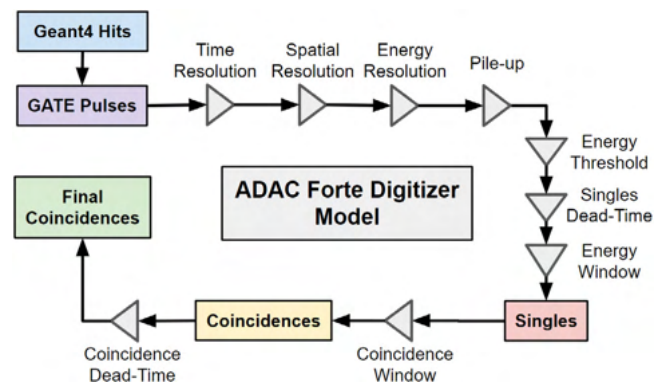 Geant4 Hits
GATE Pulses
Time
Resolution
Spatial
Resolution
Energy
Resolution
Pile-up
Energy
Threshold
Singles
Dead-Time
Energy
Window
ADAC Forte Digitizer
Model
Final
Coincidences
Singles
Coincidence
Window
Coincidences
Coincidence
Dead-Time